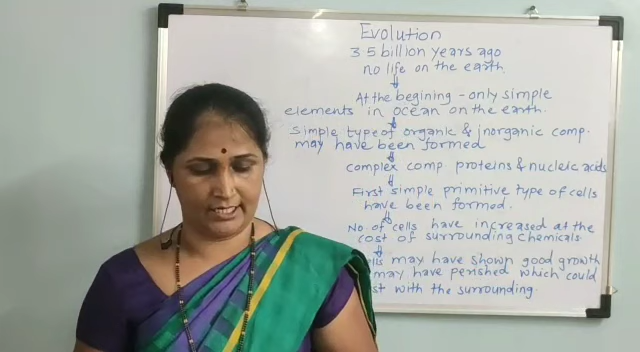 Evolution
3.5 billion years ago
no life on the earth.
At the begining - only simple
elements in ocean on the earth.
Simple type of organic & inorganic comp.
may have been formed
complex comp. proteins & nucleic acids
First simple primitive type of cells
have been formed.
No. of cells have increased at the
cost of surrounding chemicals
may have shown good growth
may have perished which could
with the surrounding.